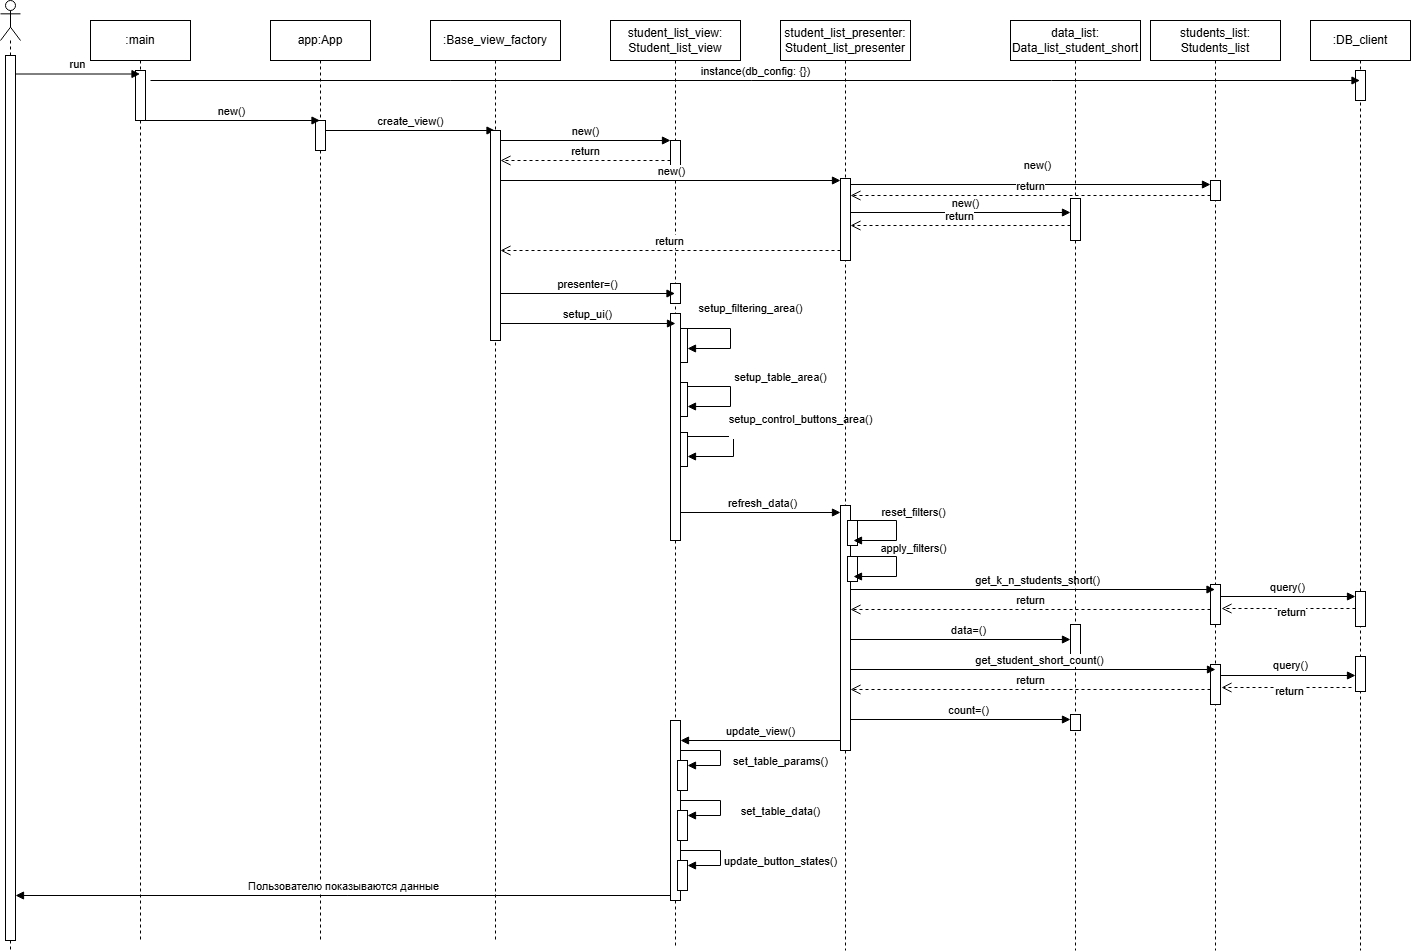 :main
app:App
:Base_view_factory
student_list_view:
Student_list_view
student_list_presenter:
Student_list_presenter
data_list:
Data_list_student_short
students_list:
Students_list
:DB_client
run
instance(db_config: {})
new()
create_view()
new()
return
new()
new()
return
new()
return
return
presenter=()
setup_filtering_area()
setup_ui()
setup_table_area()
setup_control_buttons_area()
refresh_data()
reset_filters()
apply_filters()
get_k_n_students_short()
query()
return
return
data=()
get_student_short_count()
query()
return
return
count=()
update_view()
set_table_params()
set_table_data()
update_button_states()
Пользователю показываются данные